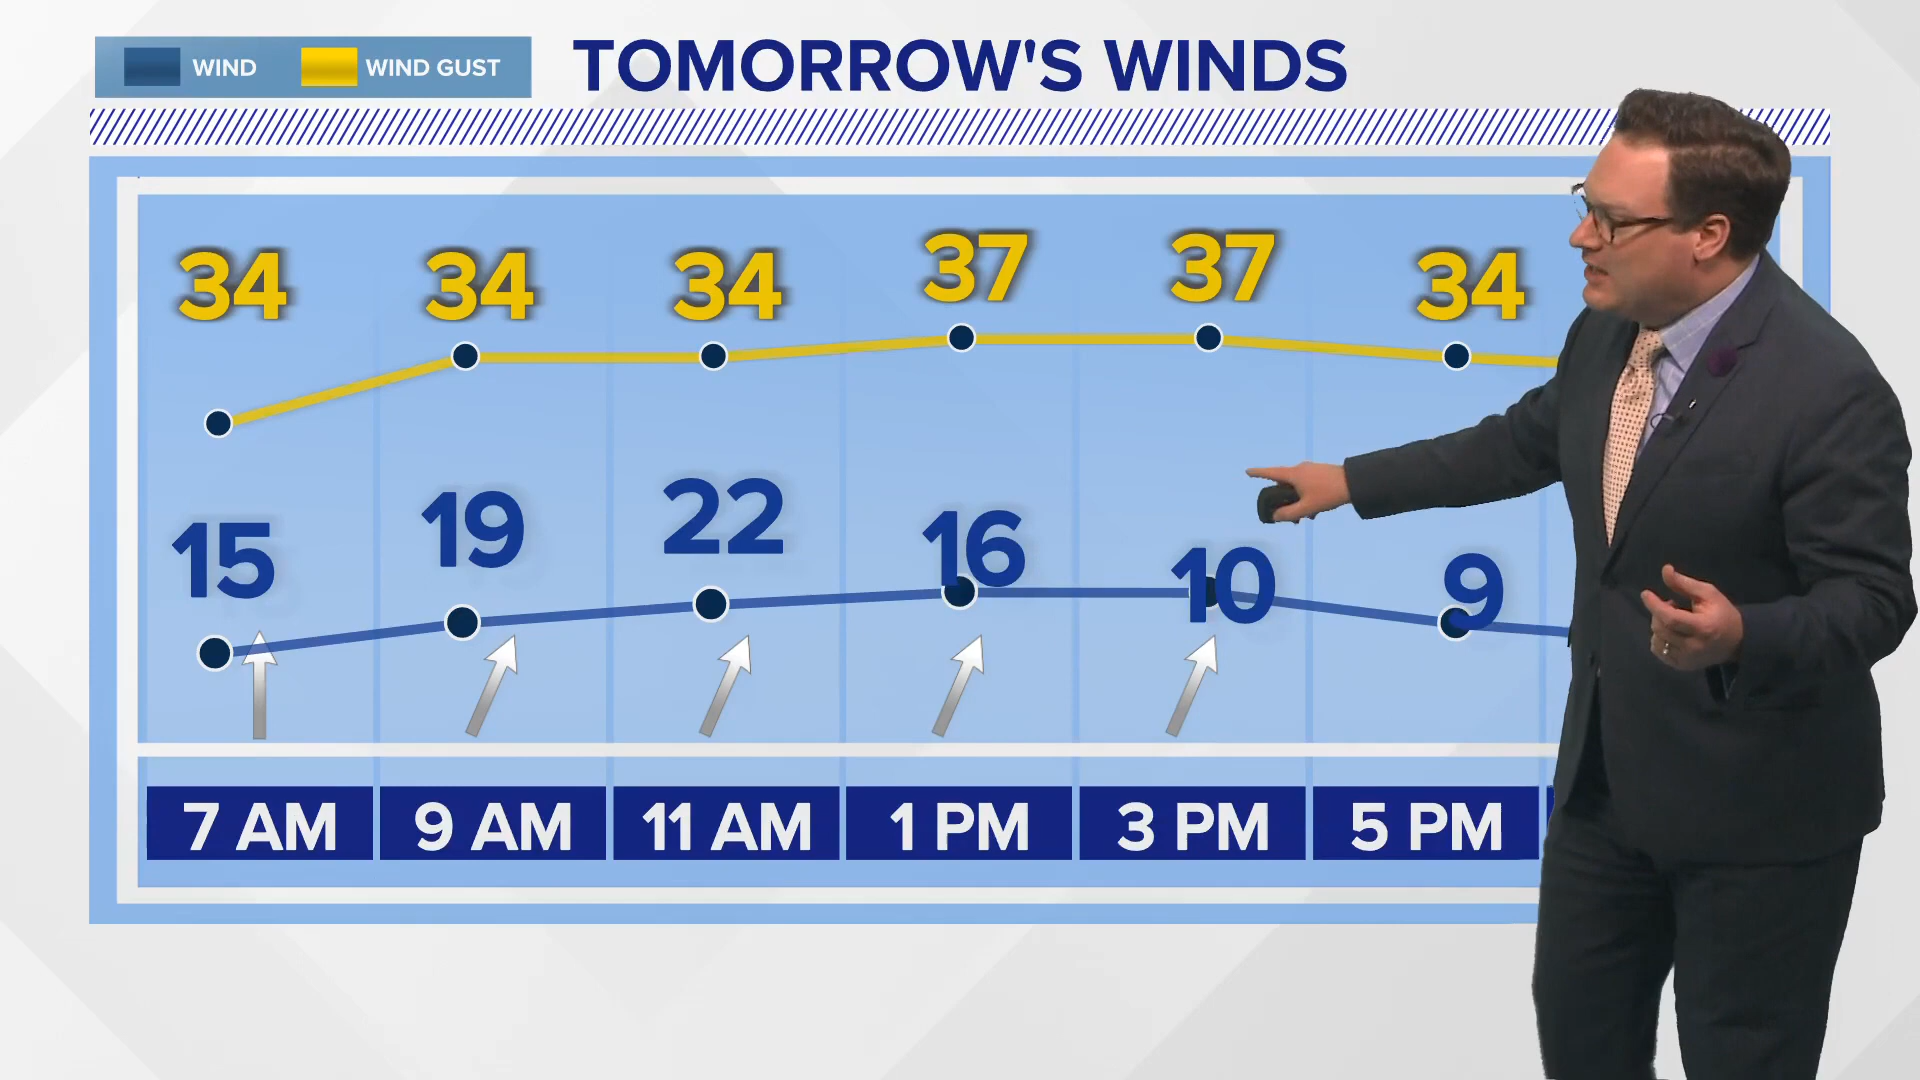 WIND WIND GUST
TOMORROW'S WINDS
34 34 34 37 37 34
15 19 22 16 10 9
7 AM 9 AM 11 AM 1 PM 3 PM 5 PM